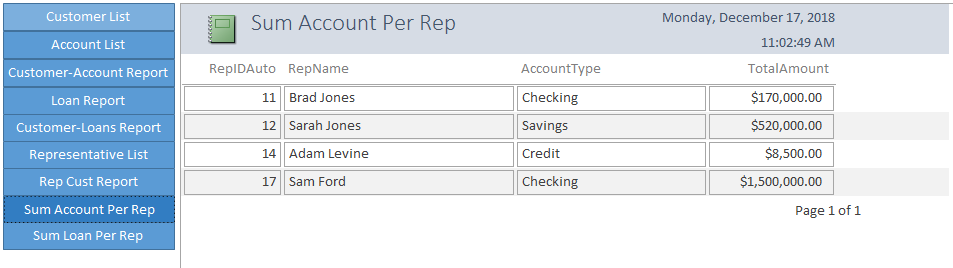 Customer List
Account List
Customer-Account Report
Loan Report
Customer-Loans Report
Representative List
Rep Cust Report
Sum Account Per Rep
Sum Loan Per Rep
Sum Account Per Rep
Monday, December 17, 2018
11:02:49 AM
RepIDAuto RepName AccountType TotalAmount
11 Brad Jones Checking $170,000.00
12 Sarah Jones Savings $520,000.00
14 Adam Levine Credit $8,500.00
17 Sam Ford Checking $1,500,000.00
Page 1 of 1